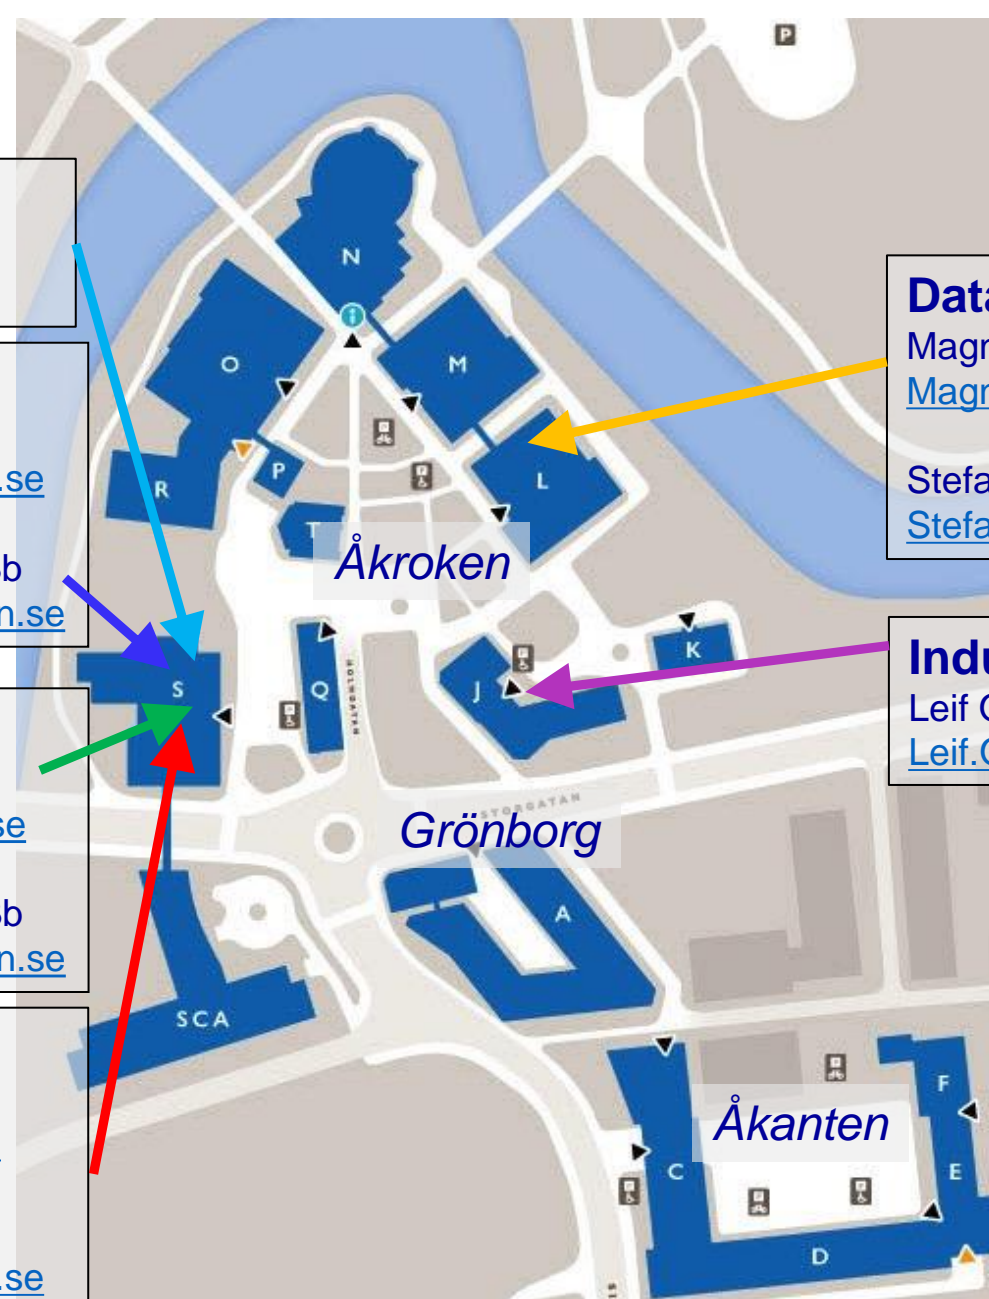 P
N
O
M
P
R
L
T
Åkroken
S
Q
HOLMGATAN
J
K
STORGATAN
Grönborg
A
SCA
Åkanten
F
C
E
D
.se
n.se
se
n.se
.se
Data
Magn
Magn
Stefa
Stefa
Indu
Leif
Leif.